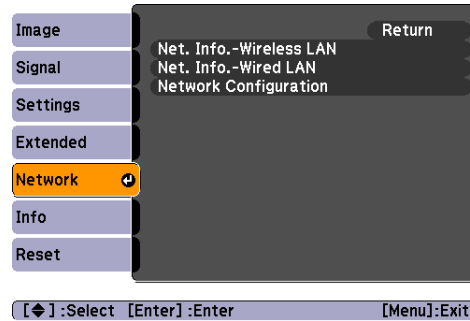 Image
Signal
Settings
Extended
Network
Info
Reset
Return
Net. Info.-Wireless LAN
Net. Info.-Wired LAN
Network Configuration
[◆] :Select [Enter] :Enter [Menu]:Exit